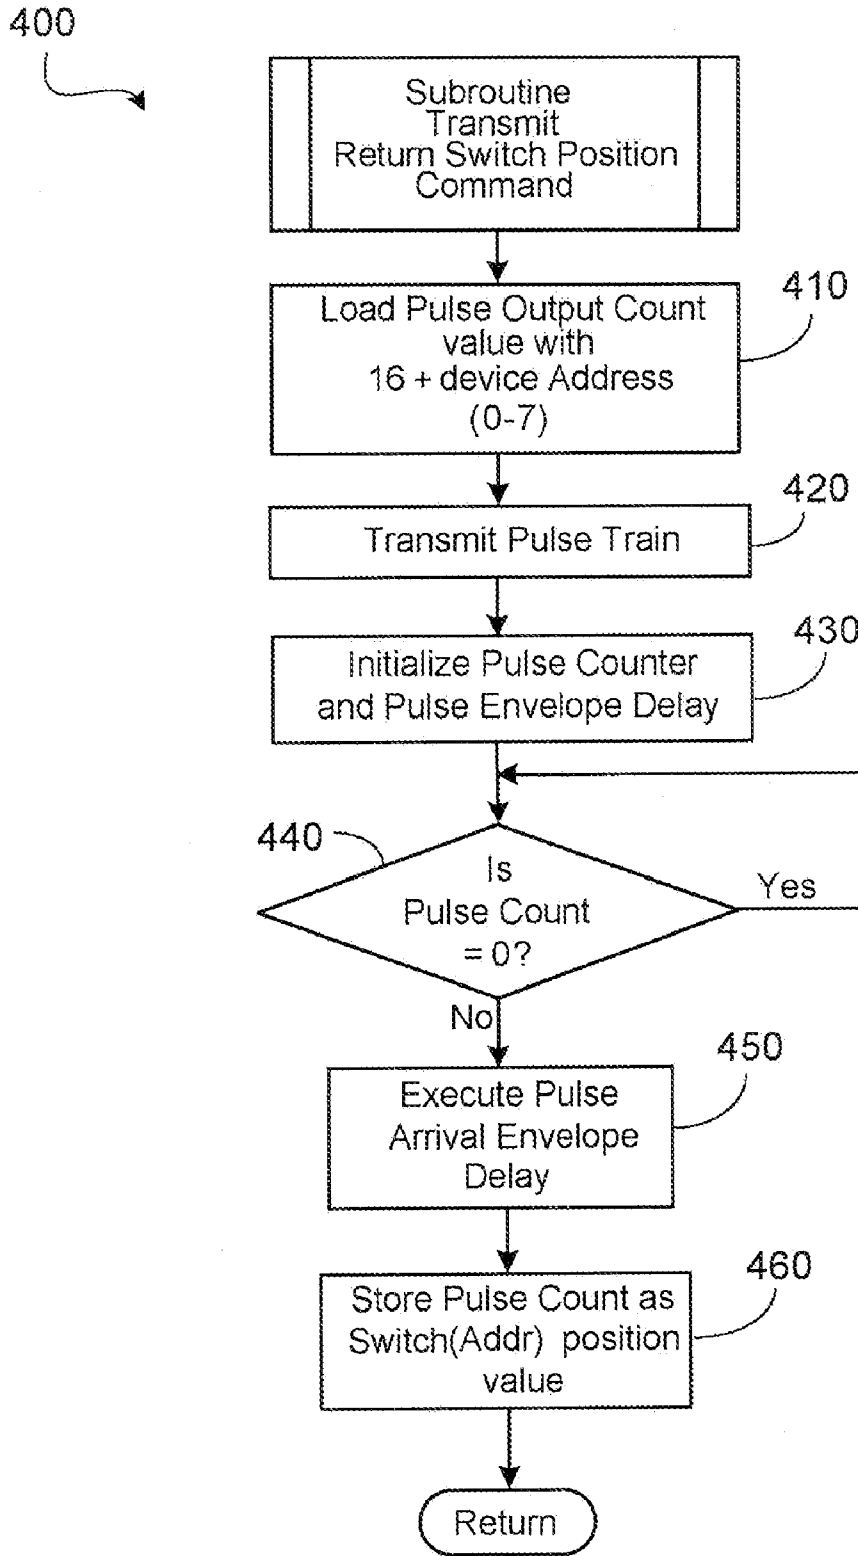 400
Subroutine
Transmit
Return Switch Position
Command
410
Load Pulse Output Count
value with
16 + device Address
(0-7)
420
Transmit Pulse Train
430
Initialize Pulse Counter
and Pulse Envelope Delay
440
Is
Pulse Count
= 0?
Yes
No
450
Execute Pulse
Arrival Envelope
Delay
460
Store Pulse Count as
Switch(Addr) position
value
Return